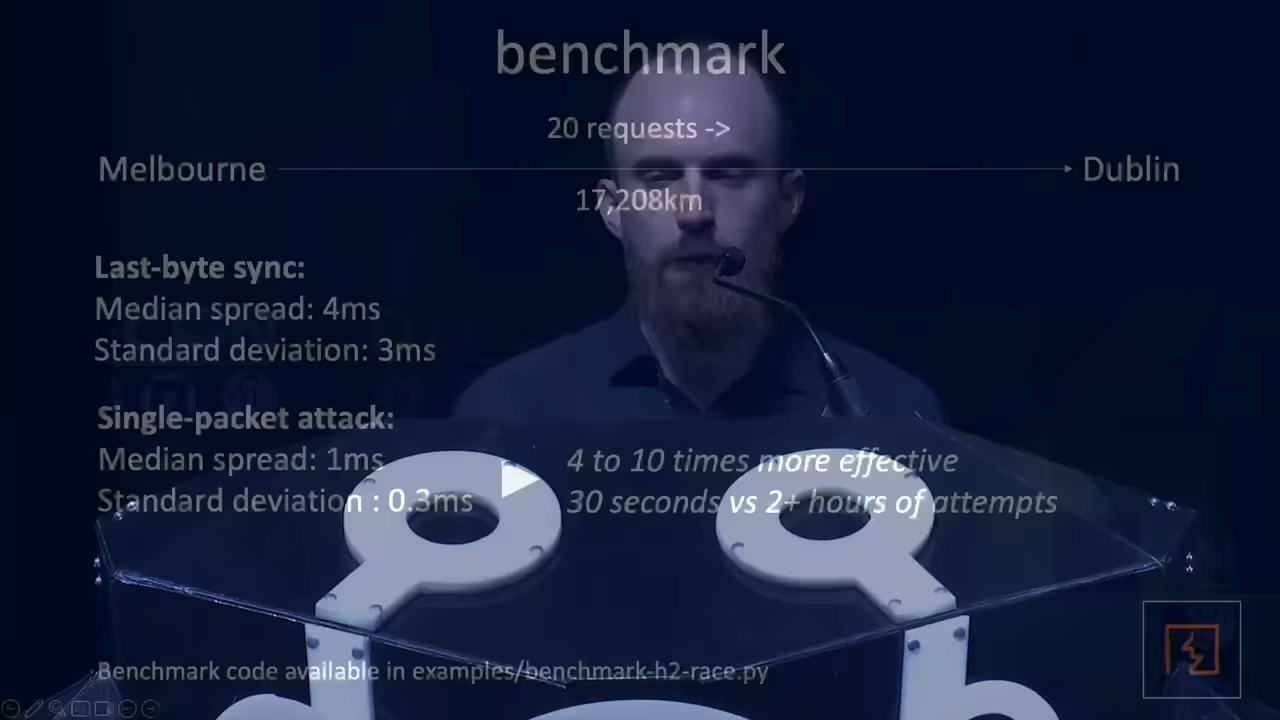 benchmark
20 requests ->
Melbourne
Dublin
17,208km
Last-byte sync:
Median spread: 4ms
Standard deviation: 3ms
Single-packet attack:
Median spread: 1ms
4 to 10 times more effective
Standard deviation : 0.3ms
30 seconds vs 2+ hours of attempts
Benchmark code available in examples/benchmark-h2-race.py